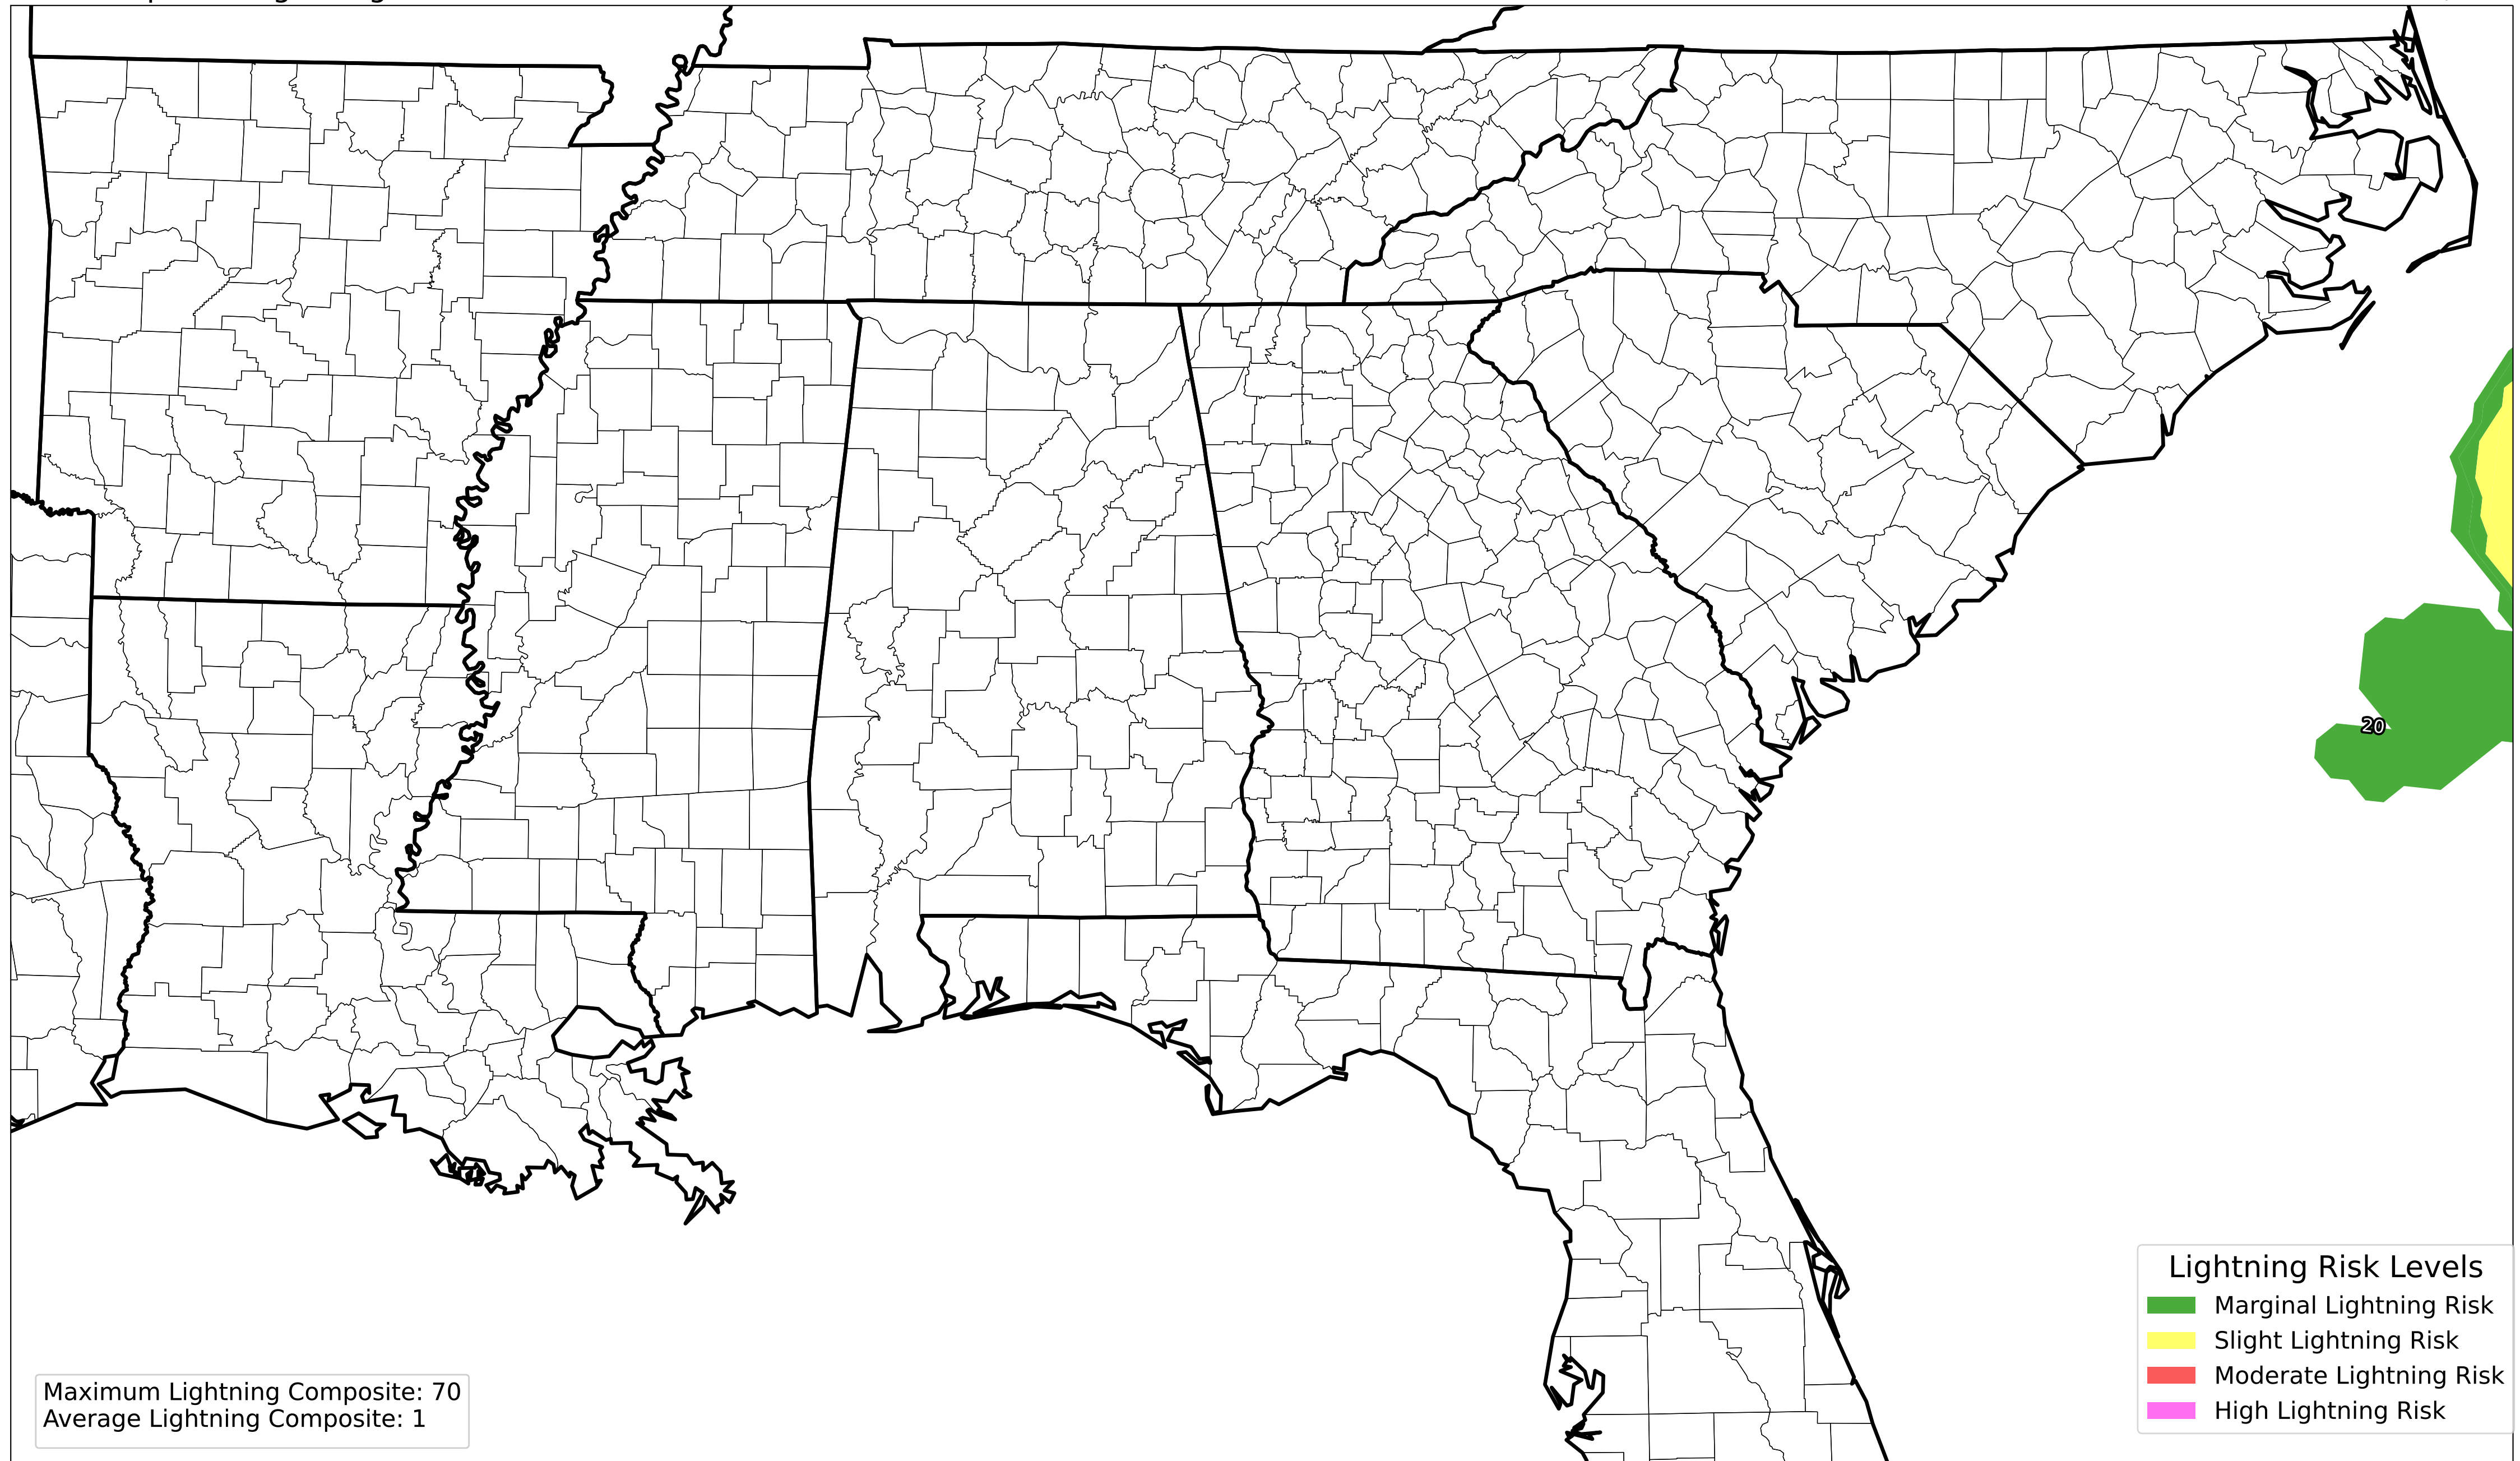 20
Lightning Risk Levels
Marginal Lightning Risk
Slight Lightning Risk
Moderate Lightning Risk
High Lightning Risk
Maximum Lightning Composite: 70
Average Lightning Composite: 1